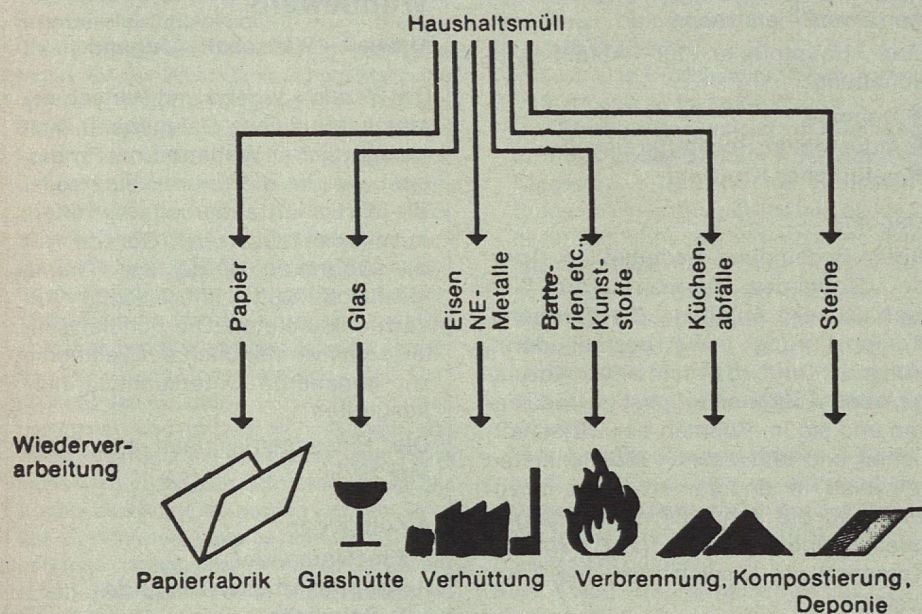 Haushaltsmüll
Papier
Glas
Eisen
NE-
Metalle
Batte-
rien etc.,
Kunst-
stoffe
Küchen-
abfälle
Steine
Wiederver-
arbeitung
Papierfabrik Glashütte Verhüttung Verbrennung, Kompostierung,
Deponie